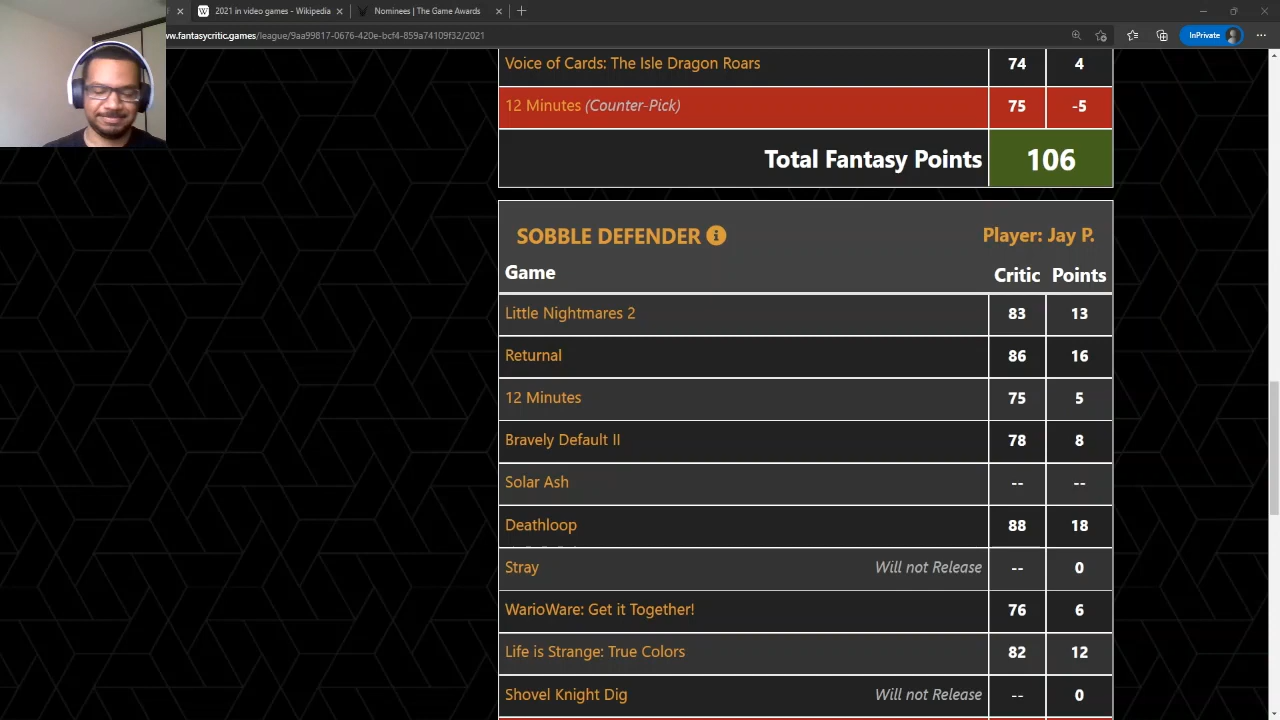 2021 in video games - Wikipedia
Nominees | The Game Awards
ww.fantasycritic.games/league/9aa99817-0676-420e-bcf4-859a74109f32/2021
InPrivate
Voice of Cards: The Isle Dragon Roars 74 4
12 Minutes (Counter-Pick) 75 -5
Total Fantasy Points 106
SOBBLE DEFENDER Player: Jay P.
Game Critic Points
Little Nightmares 2 83 13
Returnal 86 16
12 Minutes 75 5
Bravely Default II 78 8
Solar Ash -- --
Deathloop 88 18
Stray Will not Release -- 0
WarioWare: Get it Together! 76 6
Life is Strange: True Colors 82 12
Shovel Knight Dig Will not Release -- 0